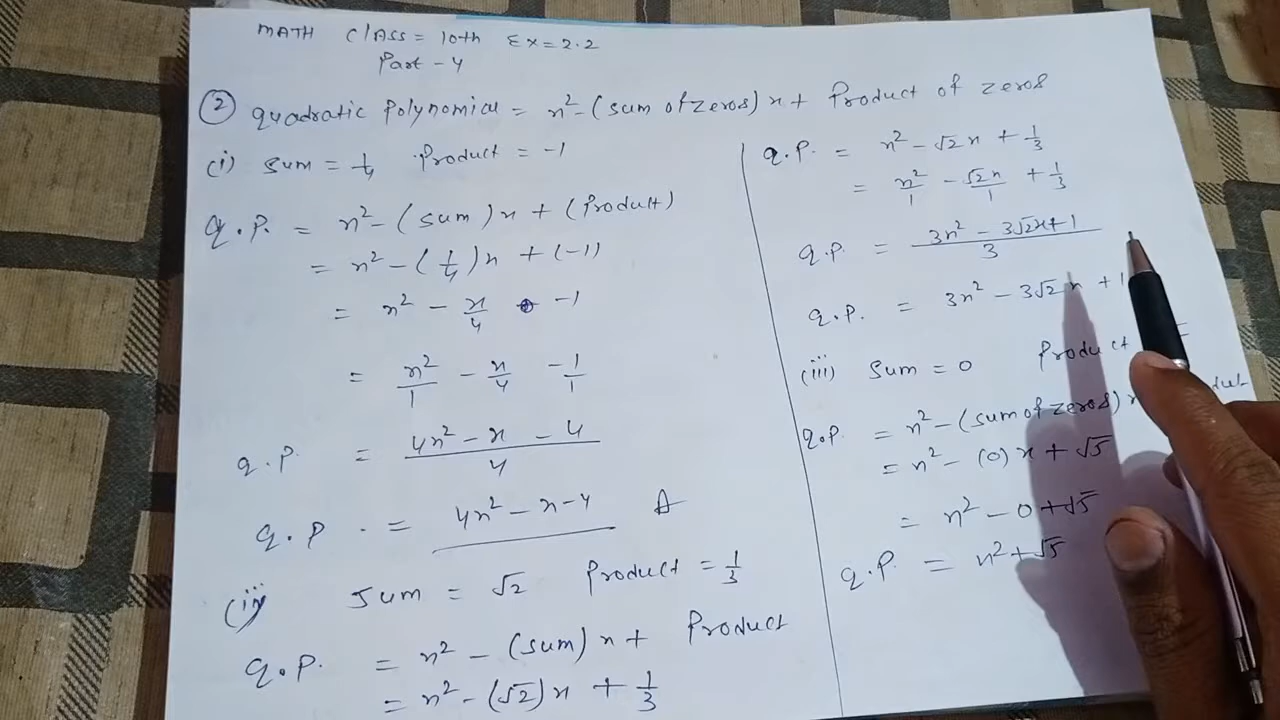 MATH CLASS = 10th EX = 2.2
Part - 4
② Quadratic Polynomial = x² - (sum of zeros) x + Product of zeros
(i) Sum = 1/4 Product = -1
q.P. = x² - (sum) x + (Product)
= x² - (1/4) x + (-1)
= x² - x/4 -1
= x²/1 - x/4 - 1/1
q.P = (4x² - x - 4)/4
q.P. = 4x² - x - 4 A
(ii) Sum = √2 Product = 1/3
q.P. = x² - (sum) x + Product
= x² - (√2) x + 1/3
q.P. = x² - √2 x + 1/3
= x²/1 - √2x/1 + 1/3
q.P = (3x² - 3√2x + 1)/3
q.P. = 3x² - 3√2 x + 1
(iii) Sum = 0 Product
q.P. = x² - (sum of zeros) x
= x² - (0) x + √5
= x² - 0 + √5
q.P. = x² + √5